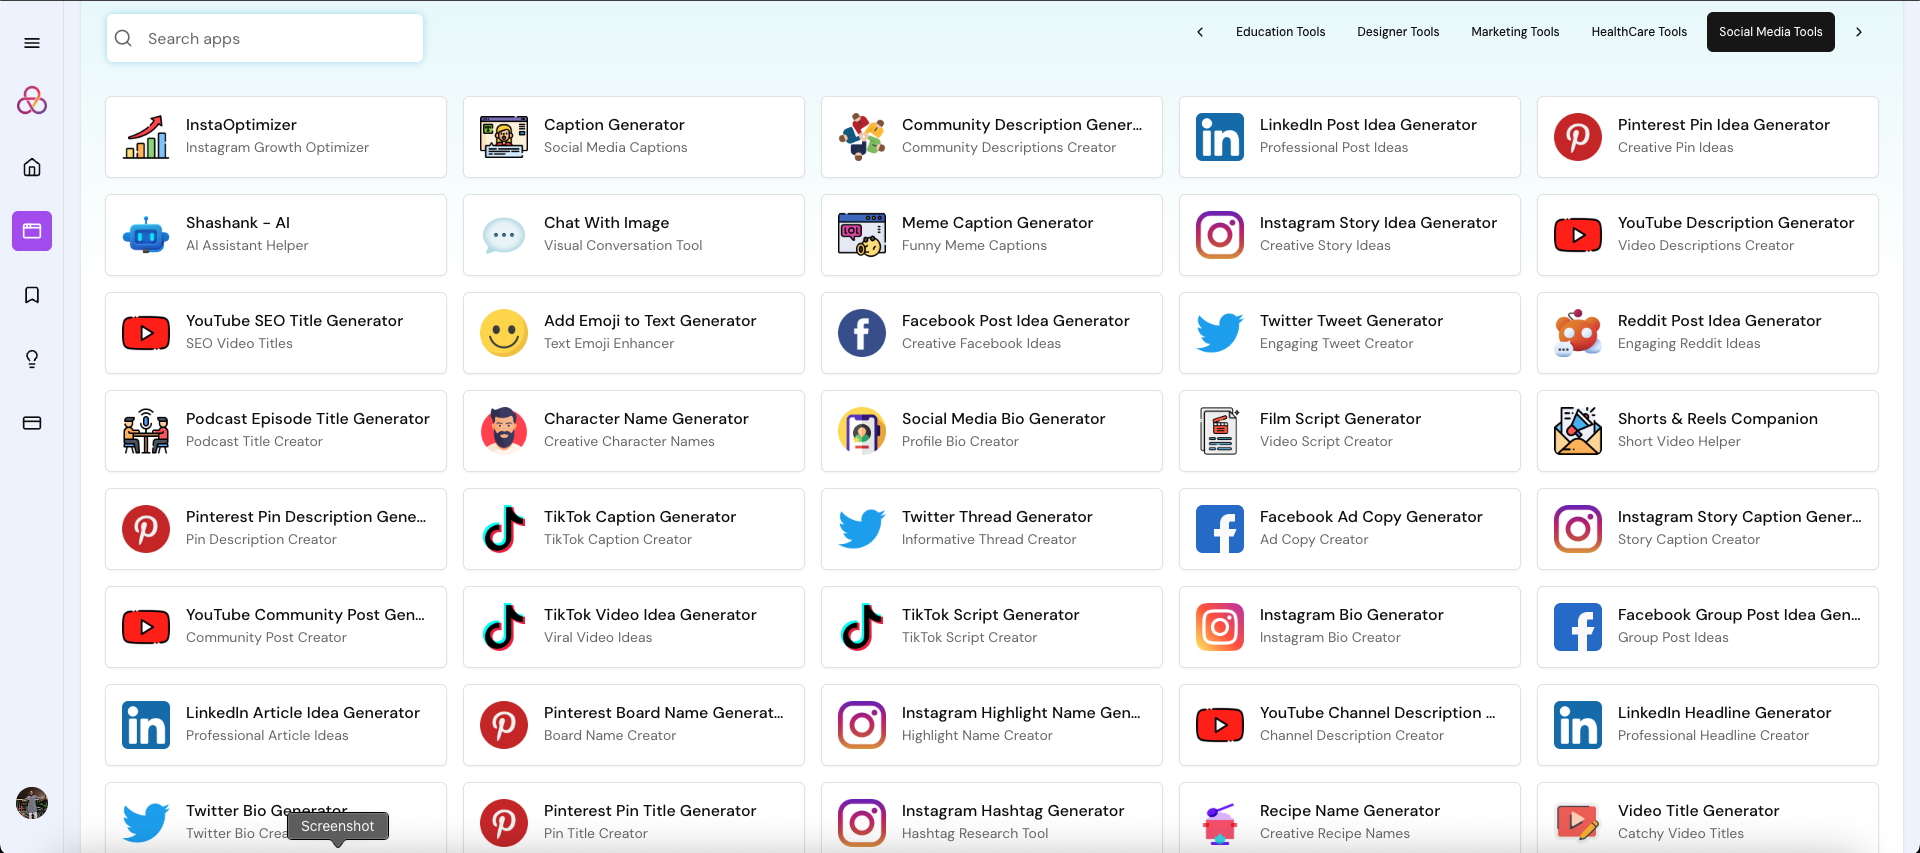 Search apps
Education Tools
Designer Tools
Marketing Tools
HealthCare Tools
Social Media Tools
InstaOptimizer
Instagram Growth Optimizer
Caption Generator
Social Media Captions
Community Description Gener...
Community Descriptions Creator
LinkedIn Post Idea Generator
Professional Post Ideas
Pinterest Pin Idea Generator
Creative Pin Ideas
Shashank - AI
AI Assistant Helper
Chat With Image
Visual Conversation Tool
LOL
Meme Caption Generator
Funny Meme Captions
Instagram Story Idea Generator
Creative Story Ideas
YouTube Description Generator
Video Descriptions Creator
YouTube SEO Title Generator
SEO Video Titles
Add Emoji to Text Generator
Text Emoji Enhancer
Facebook Post Idea Generator
Creative Facebook Ideas
Twitter Tweet Generator
Engaging Tweet Creator
Reddit Post Idea Generator
Engaging Reddit Ideas
Podcast Episode Title Generator
Podcast Title Creator
Character Name Generator
Creative Character Names
Social Media Bio Generator
Profile Bio Creator
Film Script Generator
Video Script Creator
Shorts & Reels Companion
Short Video Helper
Pinterest Pin Description Gene...
Pin Description Creator
TikTok Caption Generator
TikTok Caption Creator
Twitter Thread Generator
Informative Thread Creator
Facebook Ad Copy Generator
Ad Copy Creator
Instagram Story Caption Gener...
Story Caption Creator
YouTube Community Post Gen...
Community Post Creator
TikTok Video Idea Generator
Viral Video Ideas
TikTok Script Generator
TikTok Script Creator
Instagram Bio Generator
Instagram Bio Creator
Facebook Group Post Idea Gen...
Group Post Ideas
LinkedIn Article Idea Generator
Professional Article Ideas
Pinterest Board Name Generat...
Board Name Creator
Instagram Highlight Name Gen...
Highlight Name Creator
YouTube Channel Description ...
Channel Description Creator
LinkedIn Headline Generator
Professional Headline Creator
Twitter Bio Generator
Twitter Bio Crea
Screenshot
Pinterest Pin Title Generator
Pin Title Creator
Instagram Hashtag Generator
Hashtag Research Tool
Recipe Name Generator
Creative Recipe Names
Video Title Generator
Catchy Video Titles